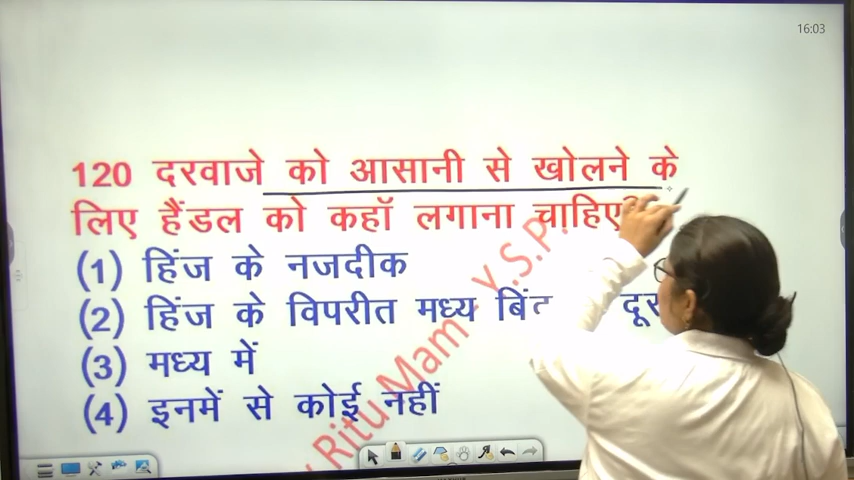 16:03
120 दरवाजे को आसानी से खोलने के
लिए हैंडल को कहॉ लगाना चाहिए
(1) हिंज के नजदीक
(2) हिंज के विपरीत मध्य
(3) मध्य में
(4) इनमें से कोई नहीं
Ritu Mam - Y.S.P.